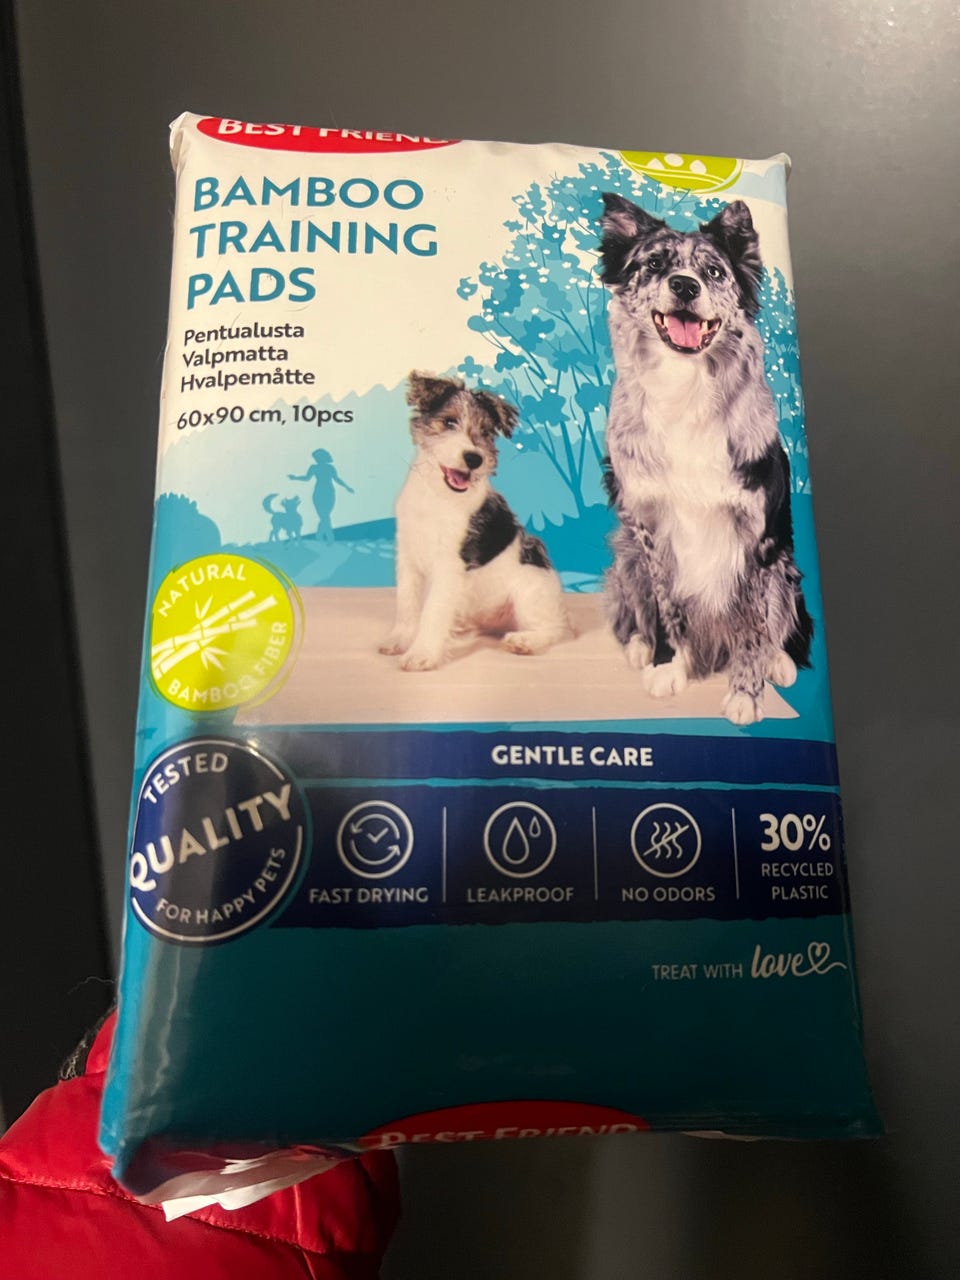 BEST FRIEND
BAMBOO
TRAINING
PADS
Pentualusta
Valpmatta
Hvalpemåtte
60x90 cm, 10pcs
NATURAL
BAMBOO FIBER
TESTED
QUALITY
FOR HAPPY PETS
GENTLE CARE
FAST DRYING
LEAKPROOF
NO ODORS
30%
RECYCLED
PLASTIC
TREAT WITH love
BEST FRIEND